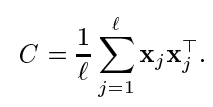 $C = \frac{1}{\ell} \sum_{j=1}^{\ell} \mathbf{x}_j \mathbf{x}_j^{\top}.$